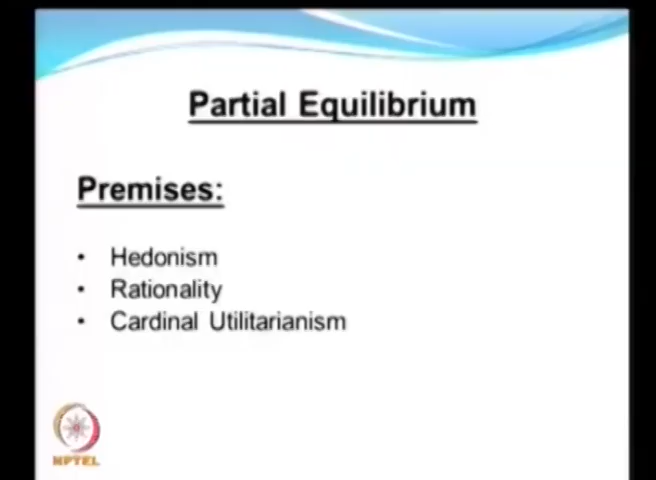 Partial Equilibrium
Premises:
• Hedonism
• Rationality
• Cardinal Utilitarianism
NPTEL